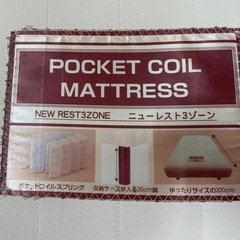 POCKET COIL
MATTRESS
NEW REST3ZONE ニューレスト3ゾーン
ポケットコイルスプリング 収納ケースが入る20cm脚 ゆったりサイズの200cm